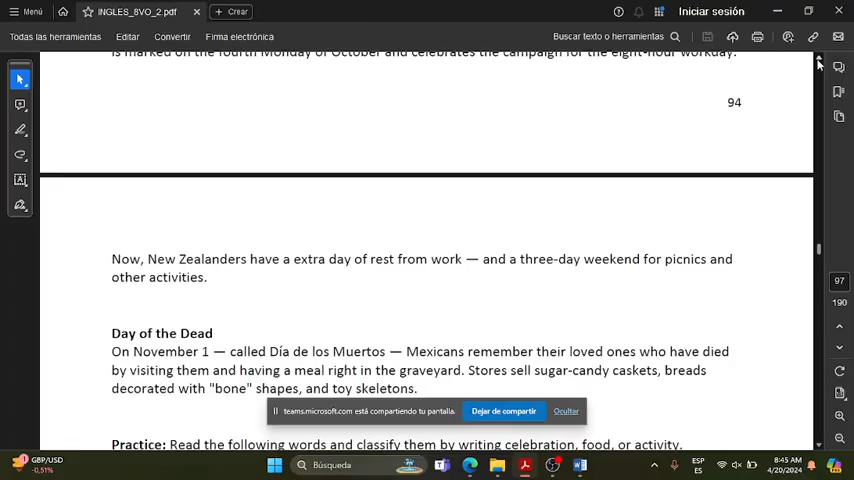 Menú
INGLES_8VO_2.pdf
Crear
Iniciar sesión
Todas las herramientas Editar Convertir Firma electrónica
Buscar texto o herramientas
is marked on the fourth Monday of October and celebrates the campaign for the eight-hour workday.
94
Now, New Zealanders have a extra day of rest from work — and a three-day weekend for picnics and
other activities.
Day of the Dead
On November 1 — called Día de los Muertos — Mexicans remember their loved ones who have died
by visiting them and having a meal right in the graveyard. Stores sell sugar-candy caskets, breads
decorated with "bone" shapes, and toy skeletons.
teams.microsoft.com está compartiendo tu pantalla. Dejar de compartir Ocultar
Practice: Read the following words and classify them by writing celebration, food, or activity.
97
190
GBP/USD
-0,51%
Búsqueda
ESP
ES
8:45 AM
4/20/2024